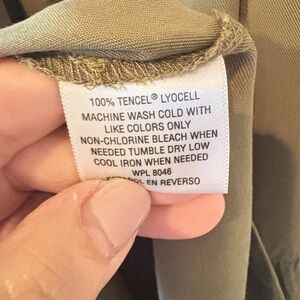 100% TENCEL® LYOCELL
MACHINE WASH COLD WITH
LIKE COLORS ONLY
NON-CHLORINE BLEACH WHEN
NEEDED TUMBLE DRY LOW
COOL IRON WHEN NEEDED
WPL 8046
EN REVERSO